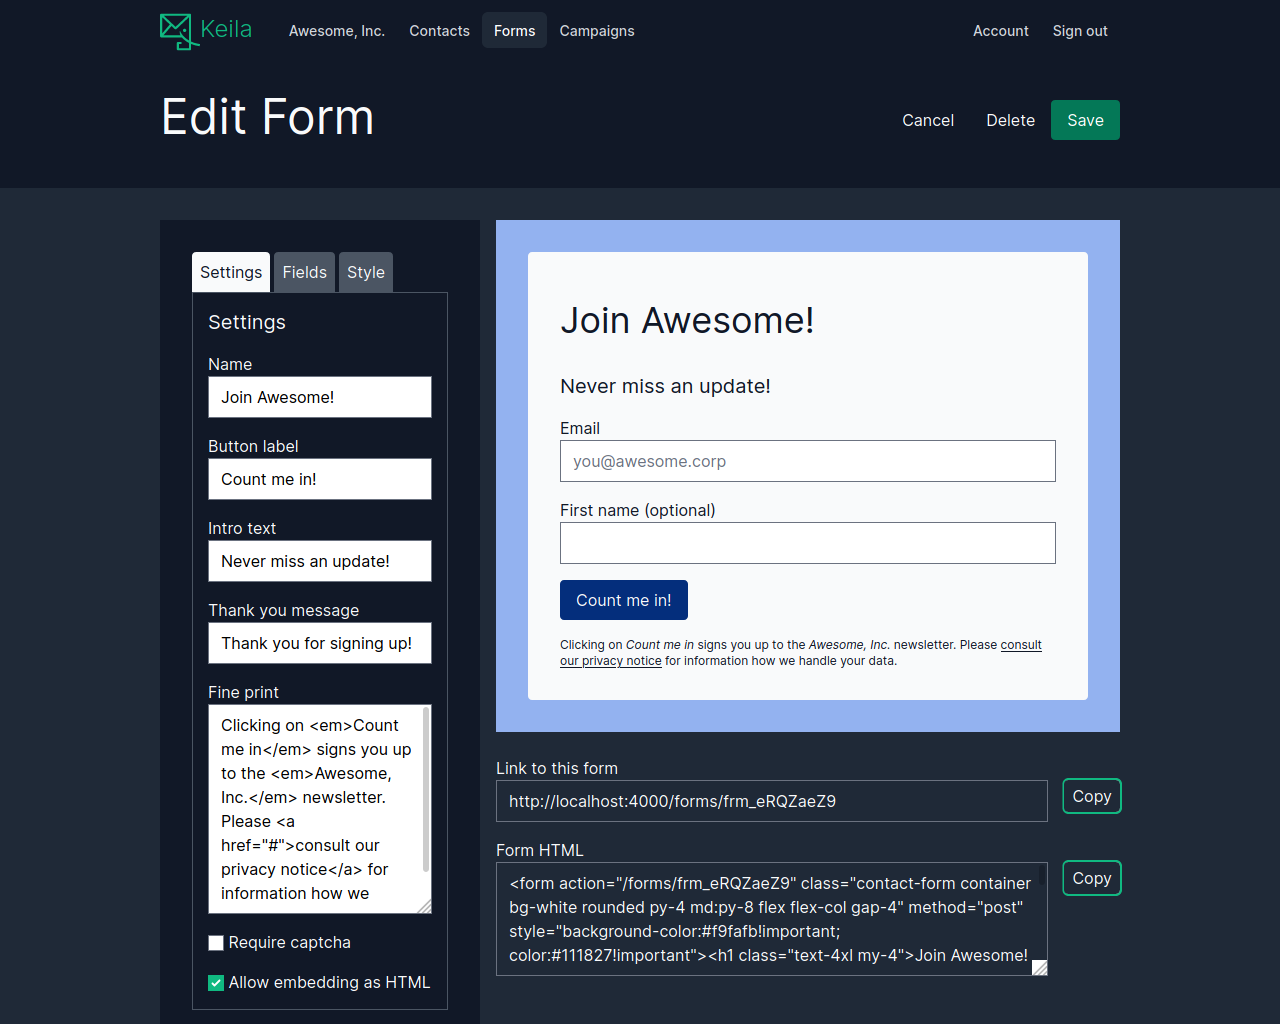 Keila Awesome, Inc. Contacts Forms Campaigns Account Sign out
Edit Form
Cancel Delete Save
Settings Fields Style
Settings
Name
Join Awesome!
Button label
Count me in!
Intro text
Never miss an update!
Thank you message
Thank you for signing up!
Fine print
Clicking on <em>Count
me in</em> signs you up
to the <em>Awesome,
Inc.</em> newsletter.
Please <a
href="#">consult our
privacy notice</a> for
information how we
Require captcha
Allow embedding as HTML
Join Awesome!
Never miss an update!
Email
you@awesome.corp
First name (optional)
Count me in!
Clicking on Count me in signs you up to the Awesome, Inc. newsletter. Please consult
our privacy notice for information how we handle your data.
Link to this form
http://localhost:4000/forms/frm_eRQZaeZ9
Copy
Form HTML
<form action="/forms/frm_eRQZaeZ9" class="contact-form container
bg-white rounded py-4 md:py-8 flex flex-col gap-4" method="post"
style="background-color:#f9fafb!important;
color:#111827!important"><h1 class="text-4xl my-4">Join Awesome!
Copy